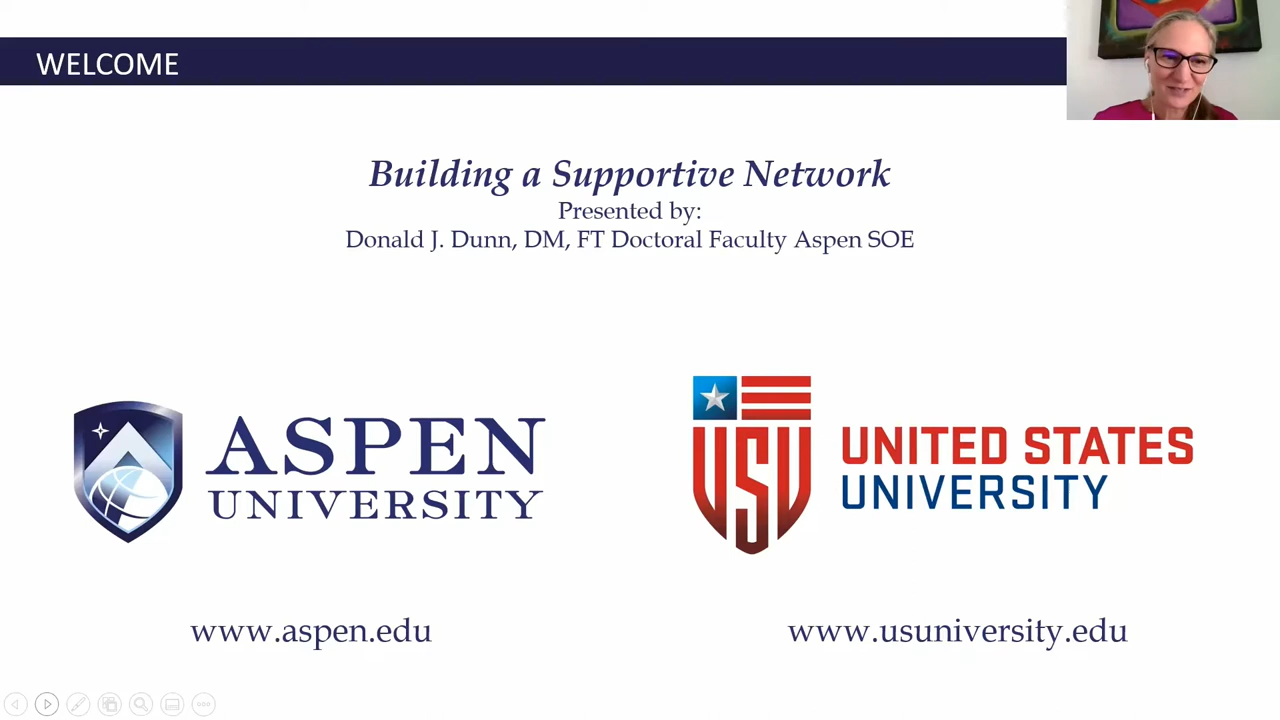 WELCOME
Building a Supportive Network
Presented by:
Donald J. Dunn, DM, FT Doctoral Faculty Aspen SOE
ASPEN
UNIVERSITY
USU
UNITED STATES
UNIVERSITY
www.aspen.edu
www.usuniversity.edu